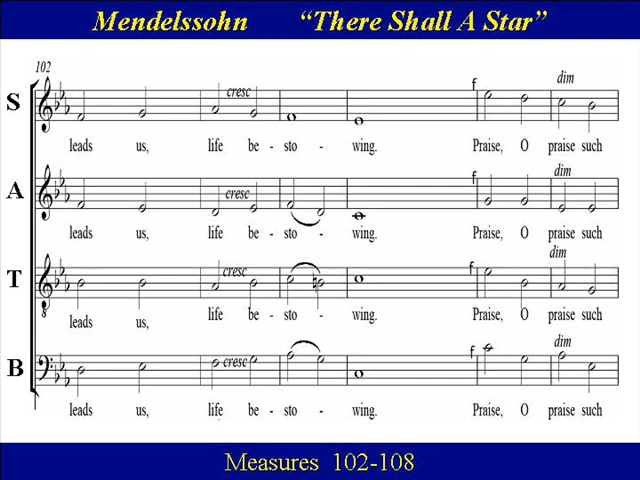 Mendelssohn "There Shall A Star"
102
S
cresc
f
dim
leads us, life be - sto - wing. Praise, O praise such
A
cresc
f
dim
leads us, life be - sto - wing. Praise, O praise such
T
cresc
f
dim
8
leads us, life be - sto - wing. Praise, O praise such
B
cresc
f
dim
leads us, life be - sto - wing. Praise, O praise such
Measures 102-108